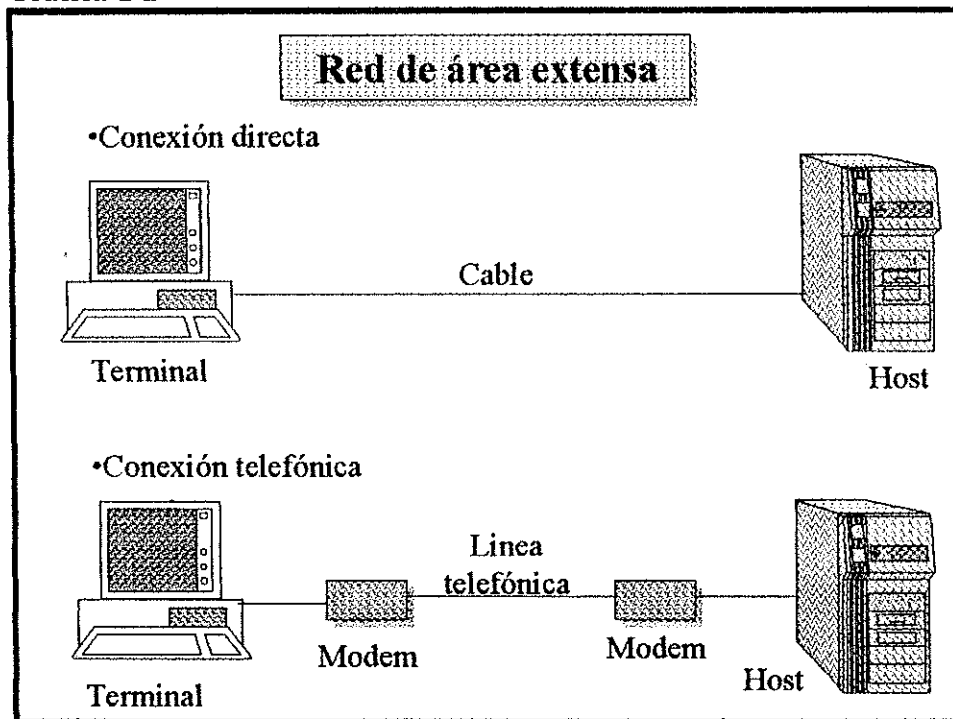 Red de área extensa
•Conexión directa
Cable
Terminal
Host
•Conexión telefónica
Linea
telefónica
Modem
Modem
Host
Terminal